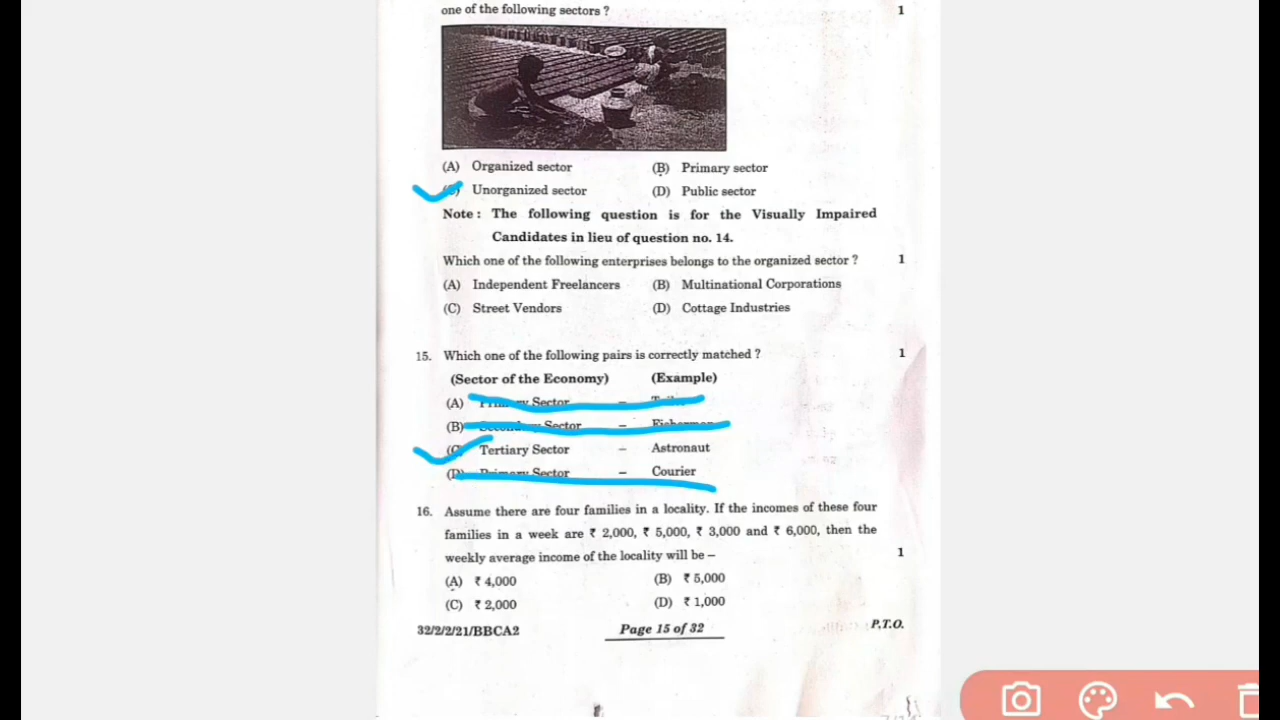 one of the following sectors ? 1
(A) Organized sector (B) Primary sector
Unorganized sector (D) Public sector
Note : The following question is for the Visually Impaired
Candidates in lieu of question no. 14.
Which one of the following enterprises belongs to the organized sector ? 1
(A) Independent Freelancers (B) Multinational Corporations
(C) Street Vendors (D) Cottage Industries
15. Which one of the following pairs is correctly matched ? 1
(Sector of the Economy) (Example)
(A) Primary Sector –
(B) Secondary Sector – Fisherman
(C) Tertiary Sector – Astronaut
(D) Primary Sector – Courier
16. Assume there are four families in a locality. If the incomes of these four
families in a week are ₹ 2,000, ₹ 5,000, ₹ 3,000 and ₹ 6,000, then the
weekly average income of the locality will be – 1
(A) ₹ 4,000 (B) ₹ 5,000
(C) ₹ 2,000 (D) ₹ 1,000
32/2/2/21/BBCA2 Page 15 of 32 P.T.O.